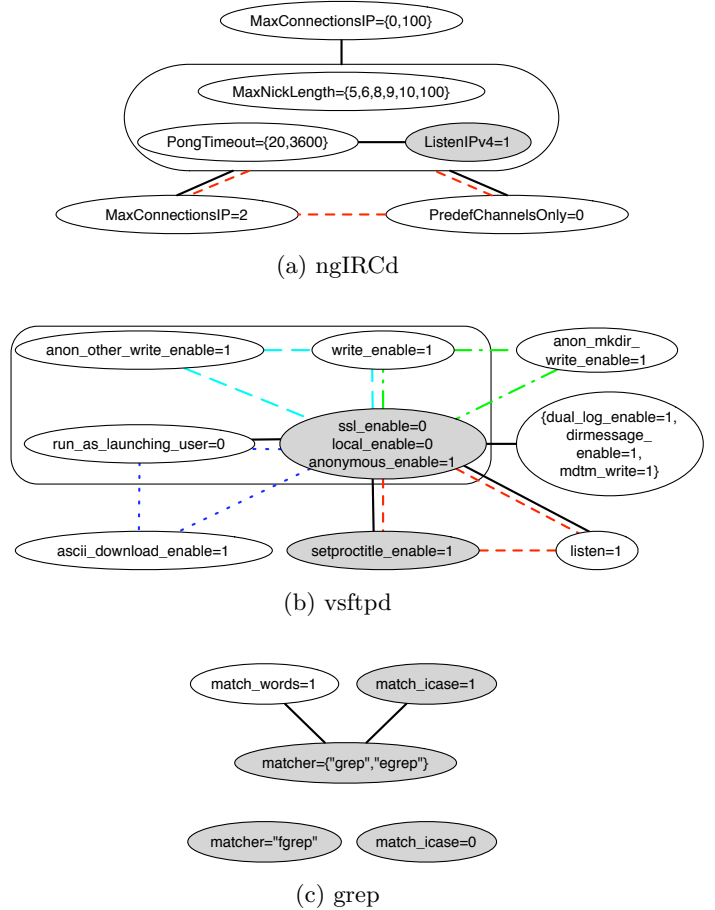 MaxConnectionsIP={0,100}
MaxNickLength={5,6,8,9,10,100}
PongTimeout={20,3600}
ListenIPv4=1
MaxConnectionsIP=2
PredefChannelsOnly=0
(a) ngIRCd
anon_other_write_enable=1
write_enable=1
anon_mkdir_
write_enable=1
run_as_launching_user=0
ssl_enable=0
local_enable=0
anonymous_enable=1
{dual_log_enable=1,
dirmessage_
enable=1,
mdtm_write=1}
ascii_download_enable=1
setproctitle_enable=1
listen=1
(b) vsftpd
match_words=1
match_icase=1
matcher={"grep","egrep"}
matcher="fgrep"
match_icase=0
(c) grep